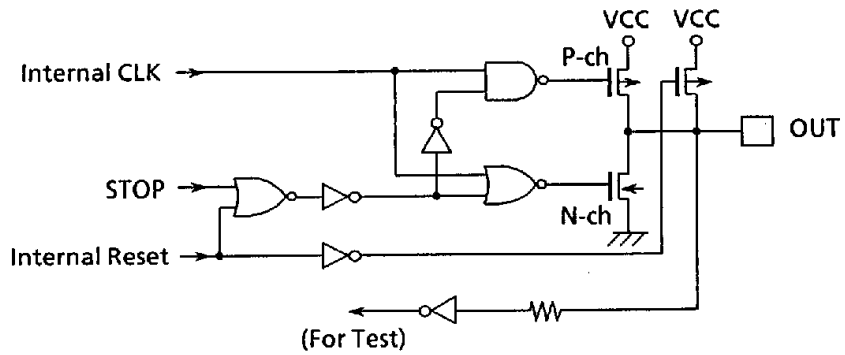 VCC
VCC
P-ch
Internal CLK
OUT
STOP
N-ch
Internal Reset
(For Test)